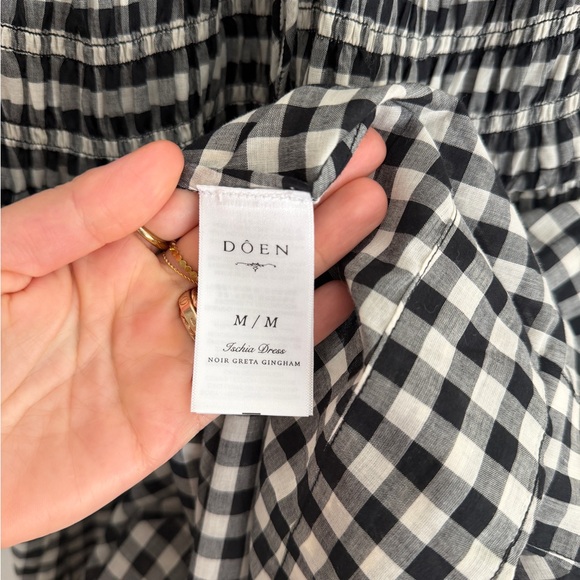 DÔEN
M / M
Ischia Dress
NOIR GRETA GINGHAM